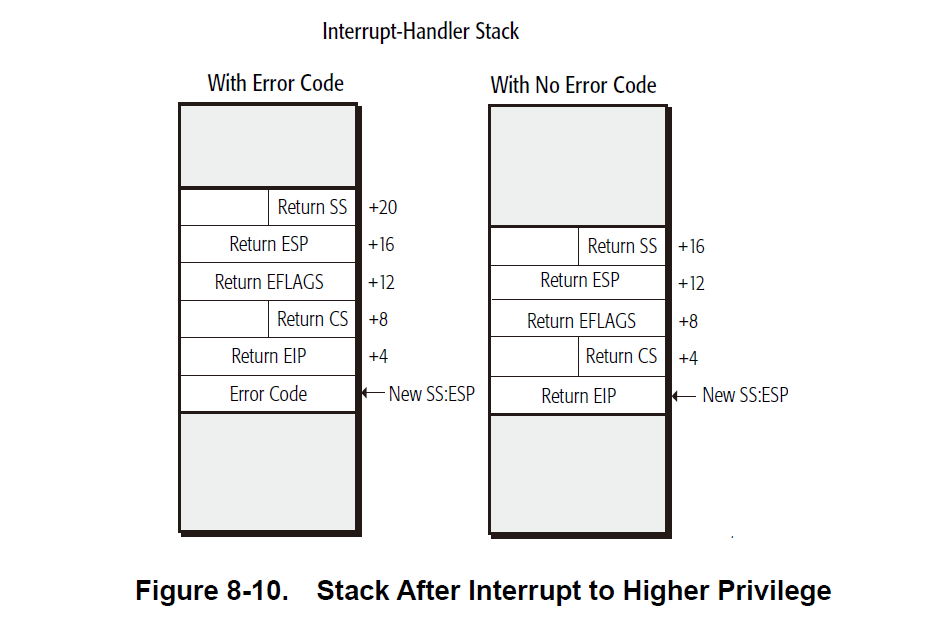 Interrupt-Handler Stack
With Error Code
Return SS +20
Return ESP +16
Return EFLAGS +12
Return CS +8
Return EIP +4
Error Code New SS:ESP
With No Error Code
Return SS +16
Return ESP +12
Return EFLAGS +8
Return CS +4
Return EIP New SS:ESP
Figure 8-10. Stack After Interrupt to Higher Privilege